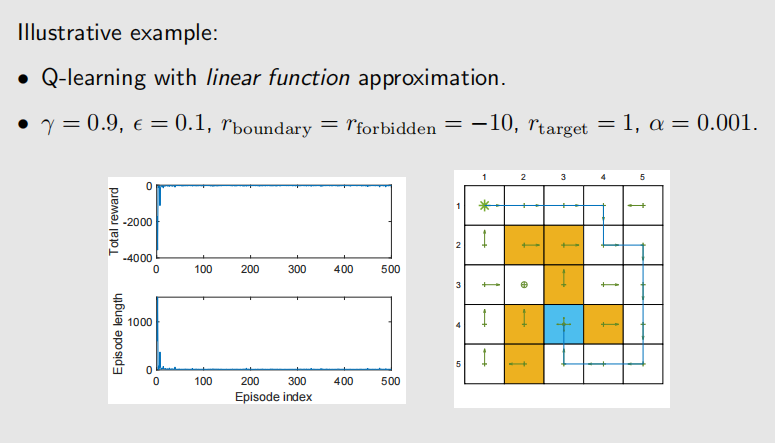 Illustrative example:
• Q-learning with linear function approximation.
• γ = 0.9, ϵ = 0.1, r_boundary = r_forbidden = −10, r_target = 1, α = 0.001.
Total reward
0
-2000
-4000
0 100 200 300 400 500
Episode length
1000
0
0 100 200 300 400 500
Episode index
1 2 3 4 5
1
2
3
4
5